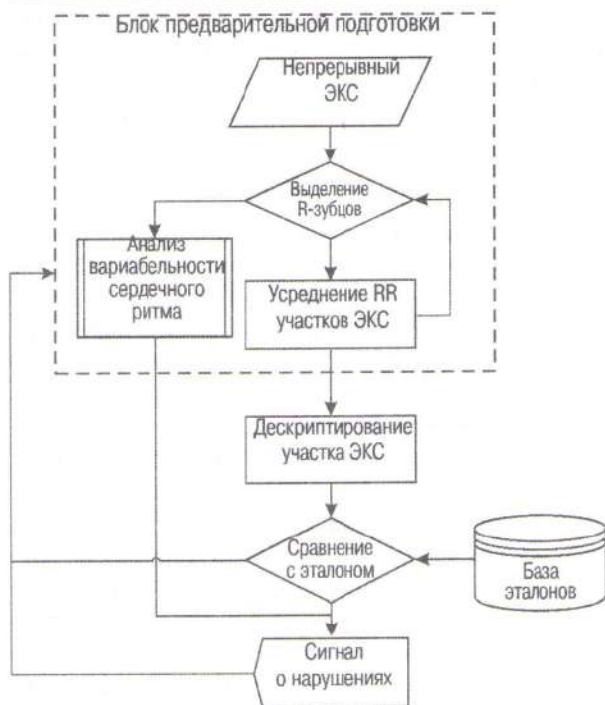 Блок предварительной подготовки
Непрерывный
ЭКС
Выделение
R-зубцов
Анализ
вариабельности
сердечного
ритма
Усреднение RR
участков ЭКС
Дескриптирование
участка ЭКС
Сравнение
с эталоном
База
эталонов
Сигнал
о нарушениях